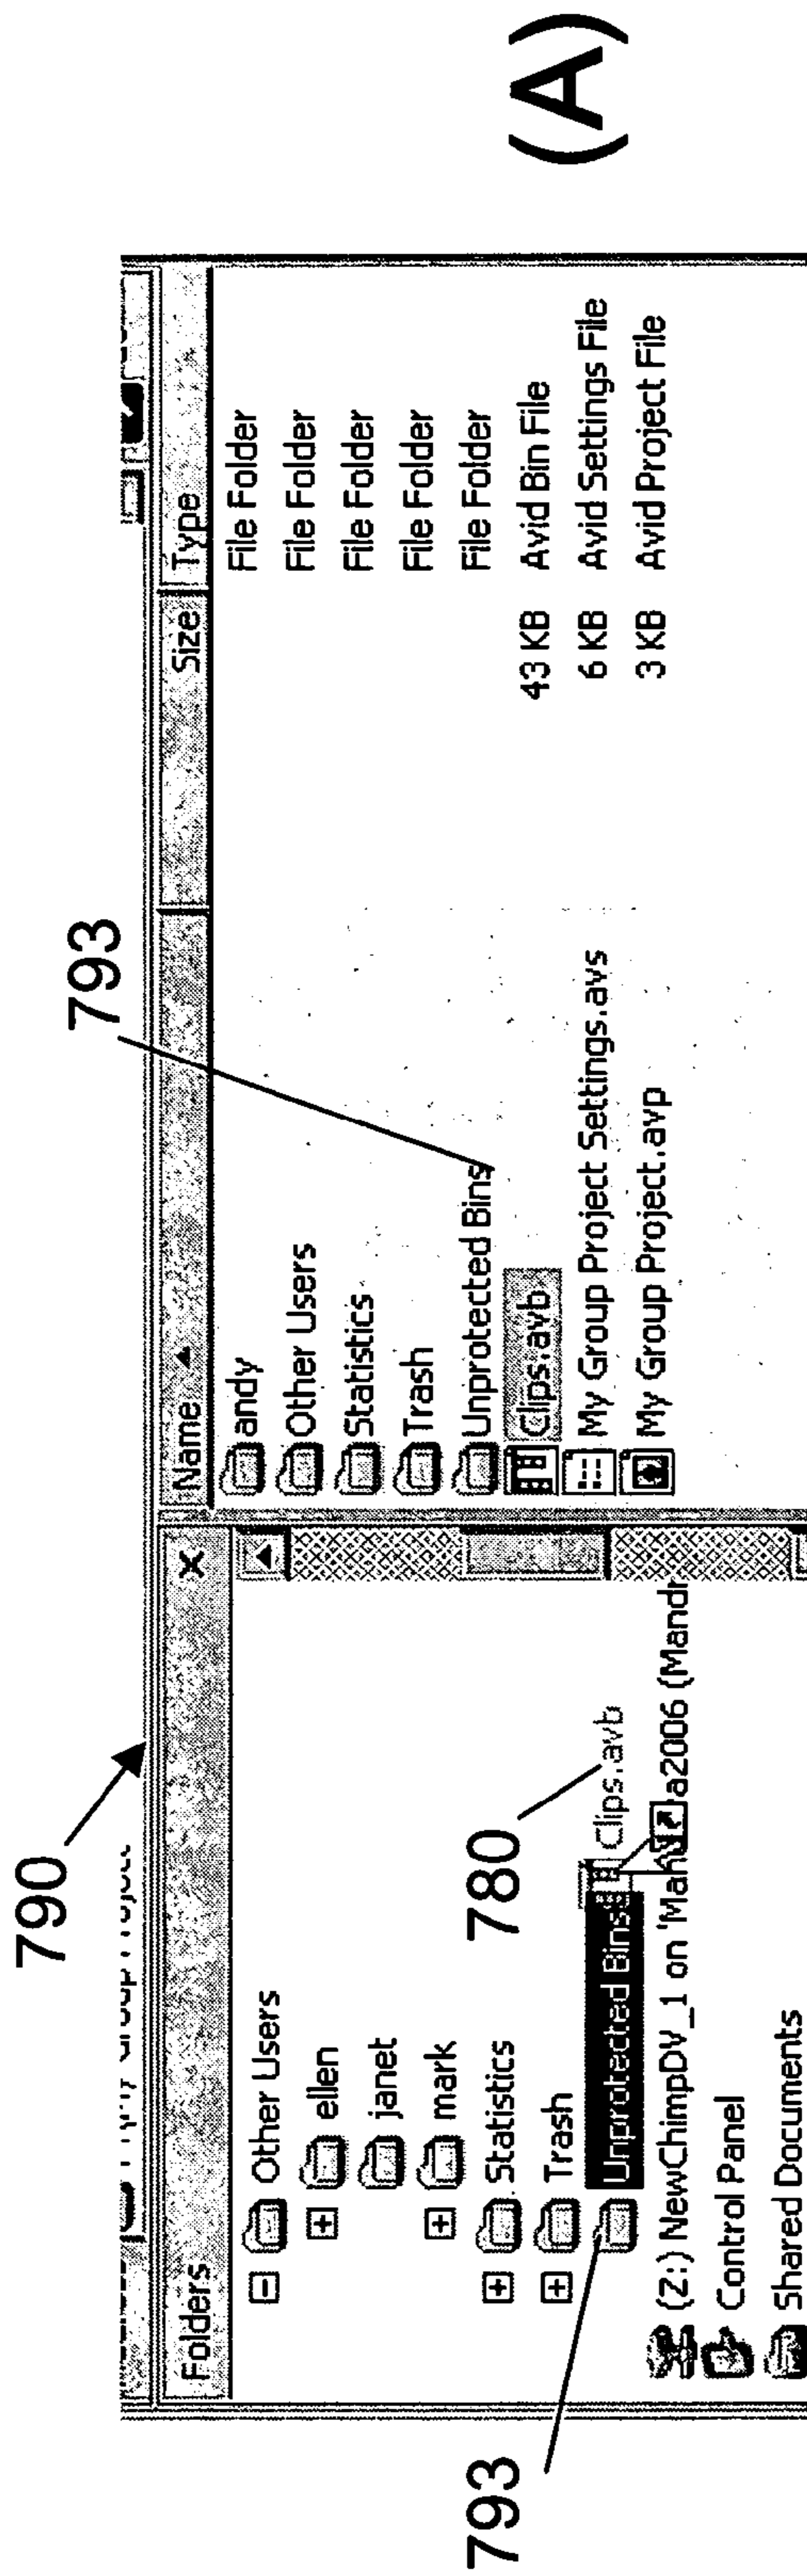 (A)
790
793
Folders
X
Other Users
ellen
janet
mark
Statistics
Trash
Unprotected Bins
Clips.avb
780
793
(Z:) NewChimpDV_1 on
(Mandr
Control Panel
Shared Documents
Name
Size
Type
andy
File Folder
Other Users
File Folder
Statistics
File Folder
Trash
File Folder
Unprotected Bins
File Folder
Clips.avb
43 KB
Avid Bin File
My Group Project Settings.avs
6 KB
Avid Settings File
My Group Project.avp
3 KB
Avid Project File